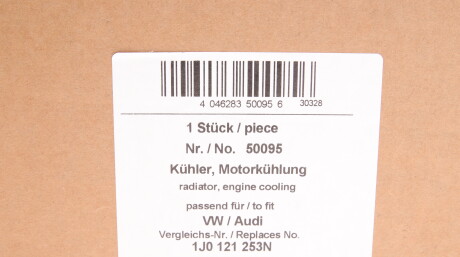 4 046283 50095 6 30328
1 Stück / piece
Nr. / No. 50095
Kühler, Motorkühlung
radiator, engine cooling
passend für / to fit
VW / Audi
Vergleichs-Nr. / Replaces No.
1J0 121 253N